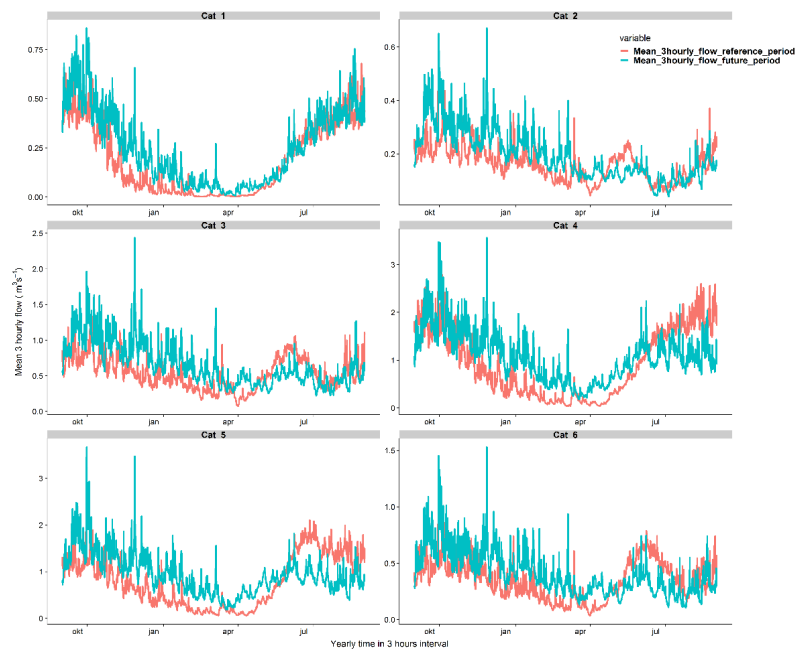 Cat 1
Cat 2
variable
Mean_3hourly_flow_reference_period
Mean_3hourly_flow_future_period
0.75
0.50
0.25
0.00
0.6
0.4
0.2
okt
jan
apr
jul
okt
jan
apr
jul
Cat 3
Cat 4
Mean 3 hourly flow ( m³s⁻¹)
2.5
2.0
1.5
1.0
0.5
0.0
3
2
1
0
okt
jan
apr
jul
okt
jan
apr
jul
Cat 5
Cat 6
3
2
1
0
1.5
1.0
0.5
0.0
okt
jan
apr
jul
okt
jan
apr
jul
Yearly time in 3 hours interval